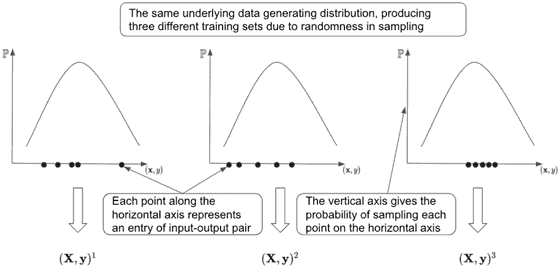 The same underlying data generating distribution, producing
three different training sets due to randomness in sampling
ℙ
ℙ
ℙ
(x, y)
(x, y)
(x, y)
Each point along the
horizontal axis represents
an entry of input-output pair
The vertical axis gives the
probability of sampling each
point on the horizontal axis
(X, y)¹
(X, y)²
(X, y)³